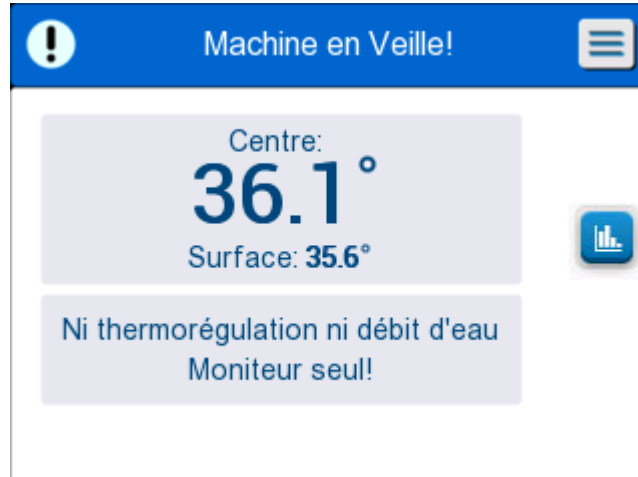 Machine en Veille!
Centre:
36.1°
Surface: 35.6°
Ni thermorégulation ni débit d'eau
Moniteur seul!